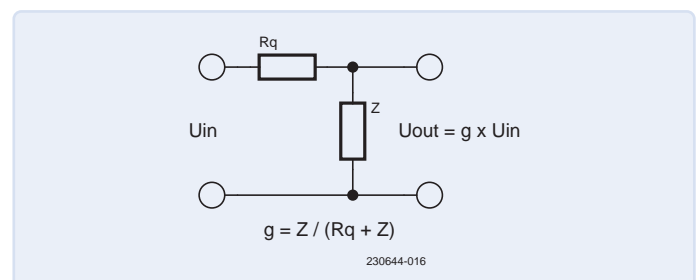 Rq
Z
Uin
Uout = g x Uin
g = Z / (Rq + Z)
230644-016